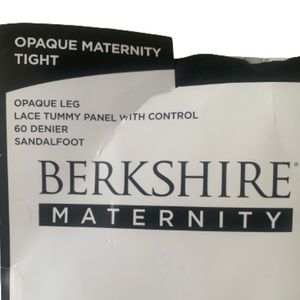 OPAQUE MATERNITY
TIGHT
OPAQUE LEG
LACE TUMMY PANEL WITH CONTROL
60 DENIER
SANDALFOOT
BERKSHIRE®
MATERNITY